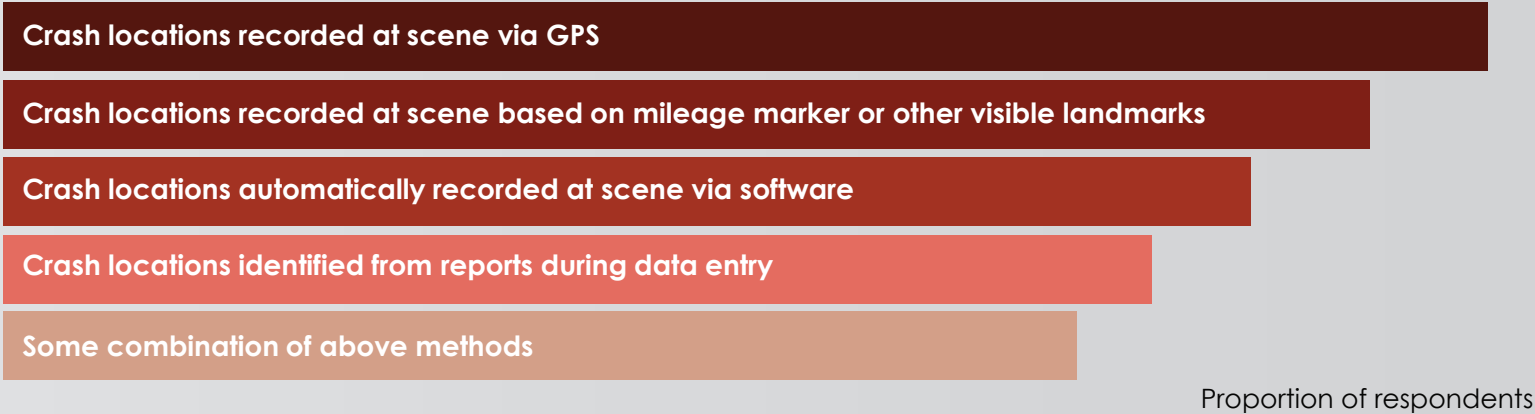 Crash locations recorded at scene via GPS
Crash locations recorded at scene based on mileage marker or other visible landmarks
Crash locations automatically recorded at scene via software
Crash locations identified from reports during data entry
Some combination of above methods
Proportion of respondents